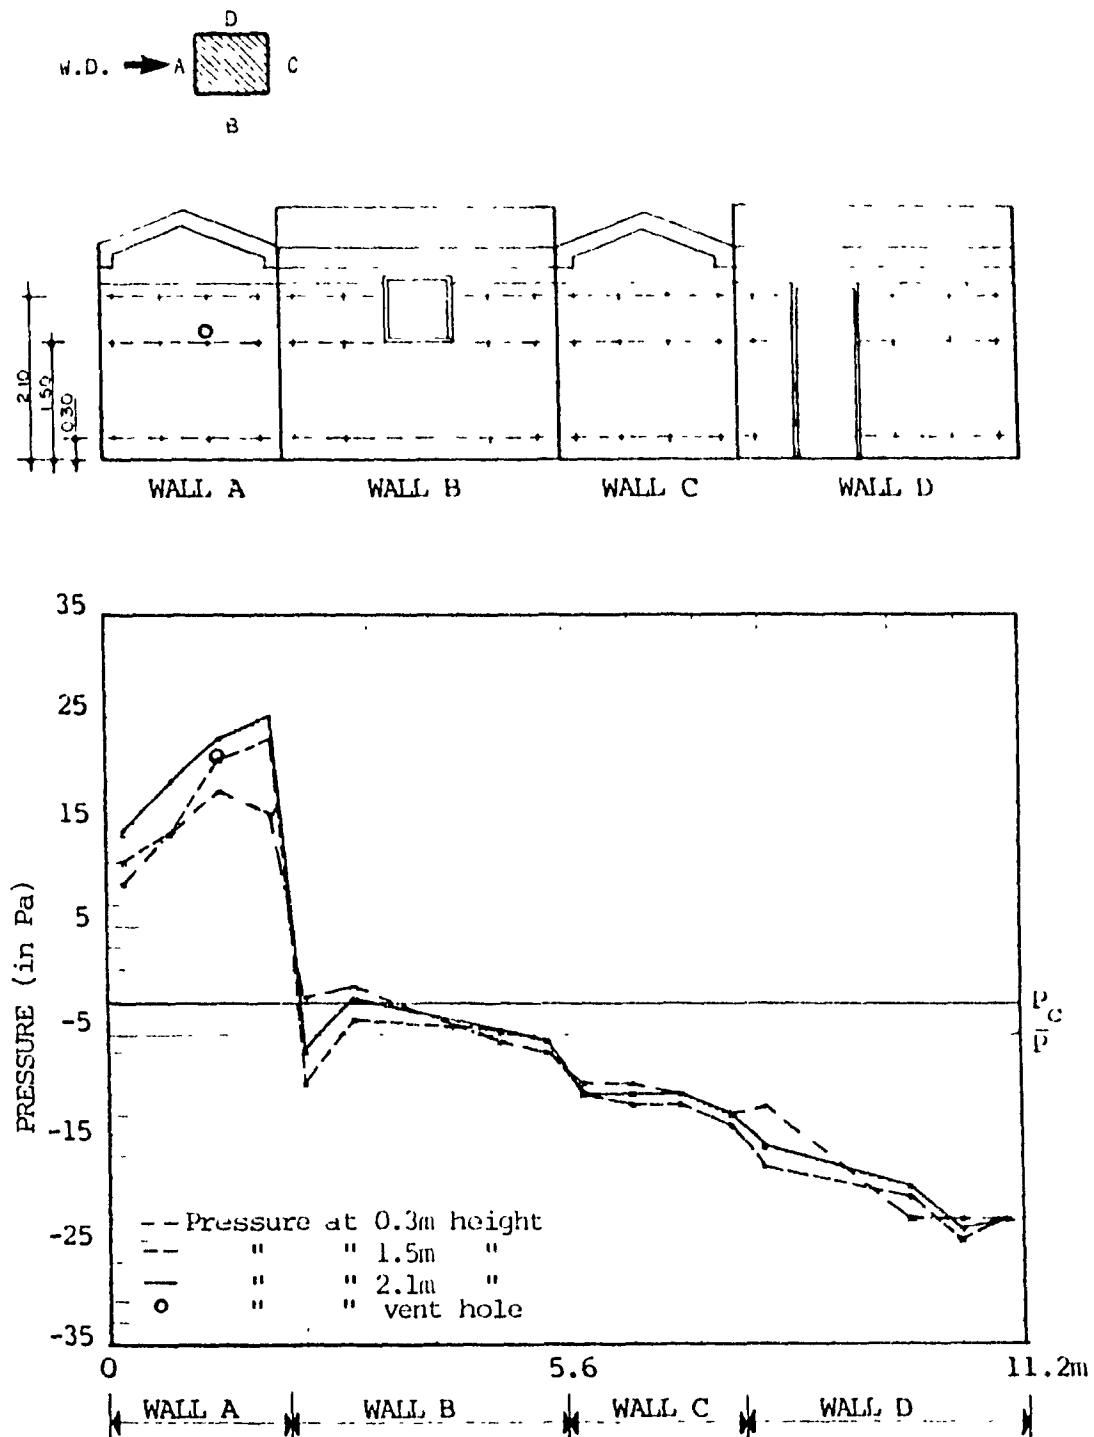 D
W.D. A C
B
2.10
1.50
0.30
WALL A WALL B WALL C WALL D
35
25
15
5
-5
-15
-25
-35
PRESSURE (in Pa)
Pc
P̄
-- Pressure at 0.3m height
-- " " 1.5m "
— " " 2.1m "
o " " vent hole
0 5.6 11.2m
WALL A WALL B WALL C WALL D